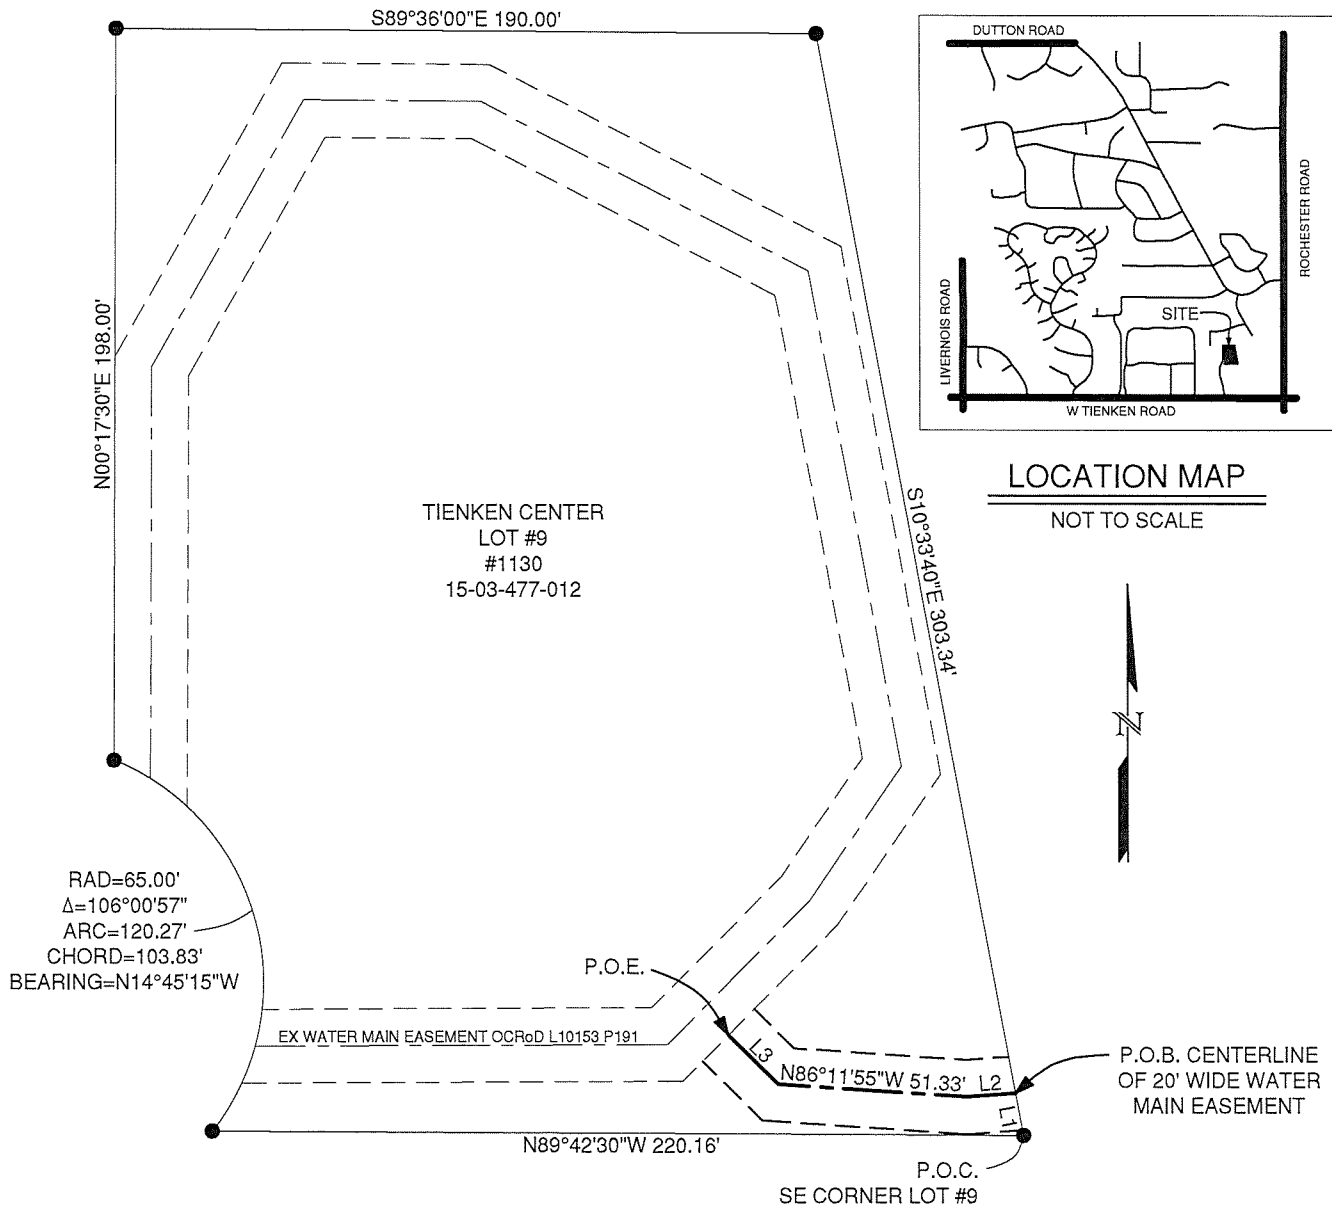 S89°36'00"E 190.00'
DUTTON ROAD
ROCHESTER ROAD
LIVERNOIS ROAD
SITE
W TIENKEN ROAD
LOCATION MAP
NOT TO SCALE
N00°17'30"E 198.00'
TIENKEN CENTER
LOT #9
#1130
15-03-477-012
S10°33'40"E 303.34'
N
RAD=65.00'
Δ=106°00'57"
ARC=120.27'
CHORD=103.83'
BEARING=N14°45'15"W
P.O.E.
EX WATER MAIN EASEMENT OCRoD L10153 P191
L3
N86°11'55"W 51.33'
L2
L1
P.O.B. CENTERLINE
OF 20' WIDE WATER
MAIN EASEMENT
N89°42'30"W 220.16'
P.O.C.
SE CORNER LOT #9